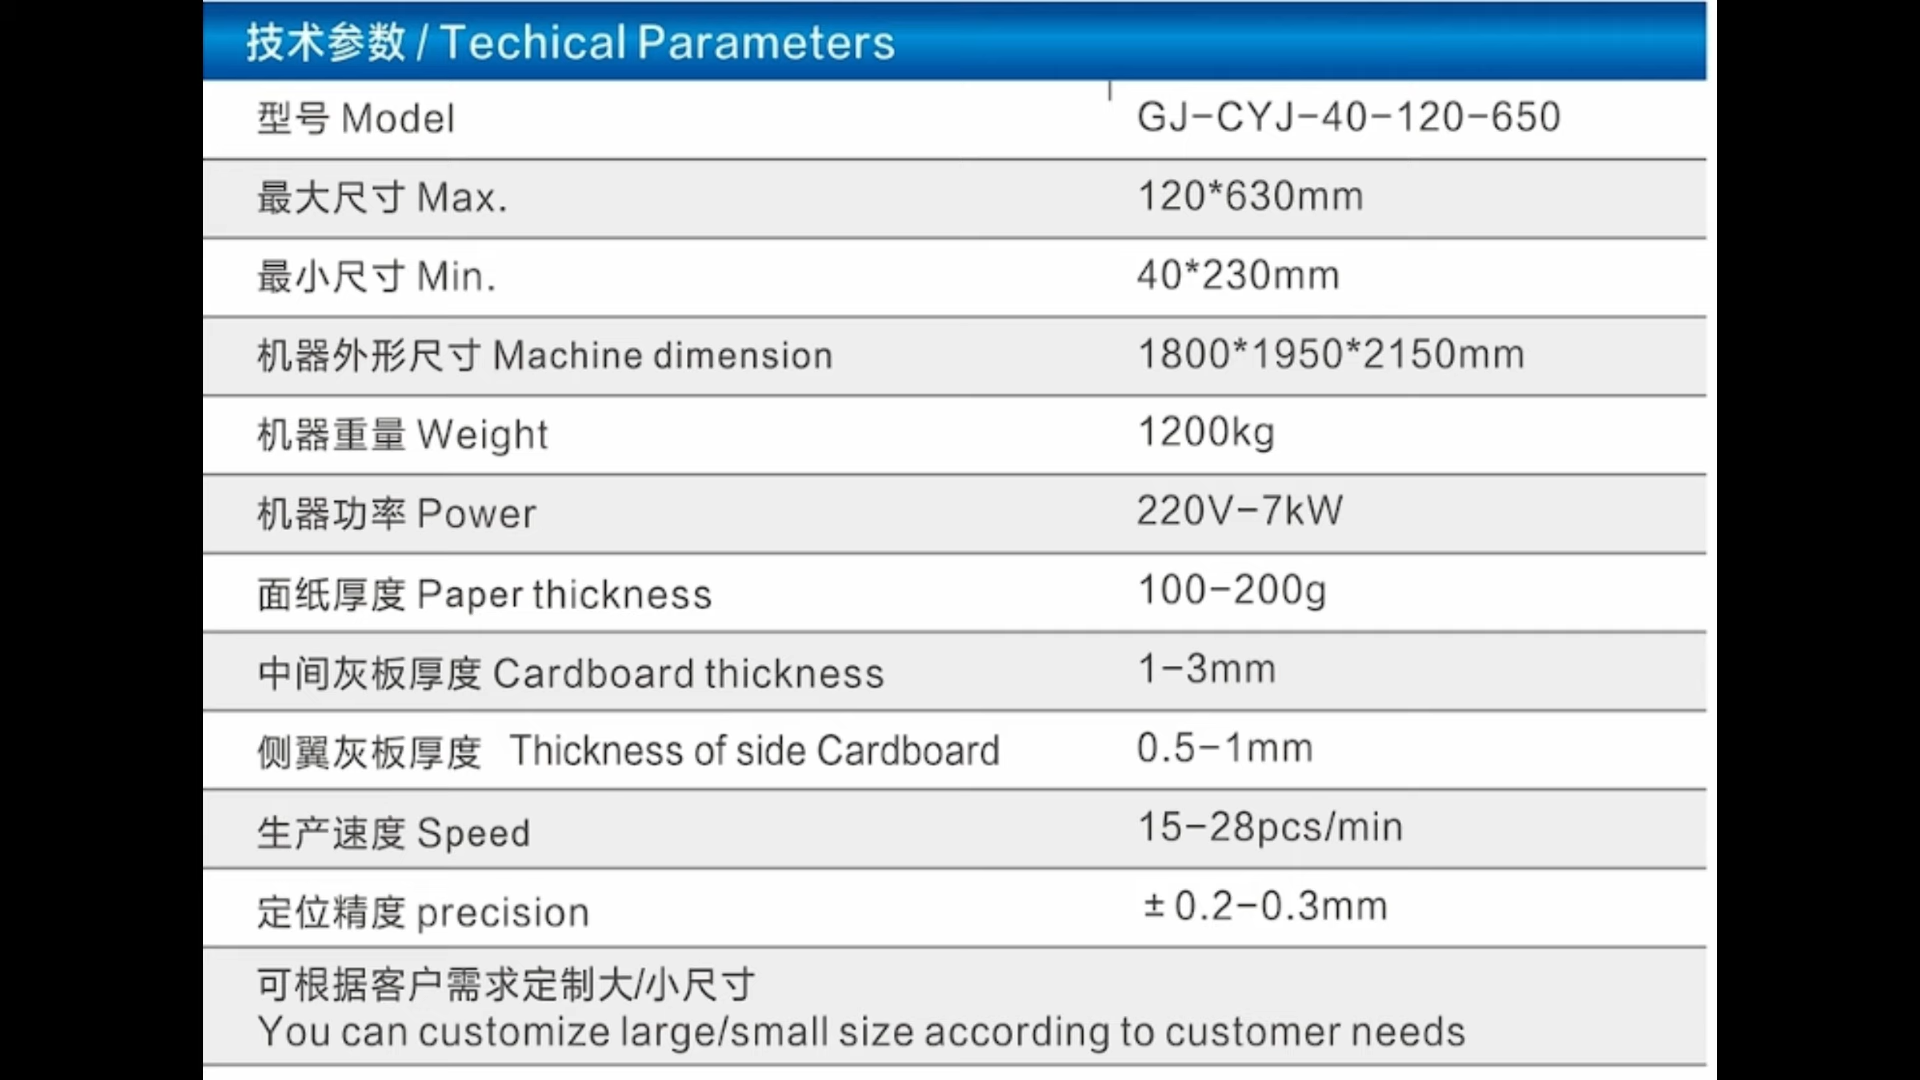 技术参数 / Techical Parameters
型号 Model GJ-CYJ-40-120-650
最大尺寸 Max. 120*630mm
最小尺寸 Min. 40*230mm
机器外形尺寸 Machine dimension 1800*1950*2150mm
机器重量 Weight 1200kg
机器功率 Power 220V-7kW
面纸厚度 Paper thickness 100-200g
中间灰板厚度 Cardboard thickness 1-3mm
侧翼灰板厚度 Thickness of side Cardboard 0.5-1mm
生产速度 Speed 15-28pcs/min
定位精度 precision ±0.2-0.3mm
可根据客户需求定制大/小尺寸
You can customize large/small size according to customer needs